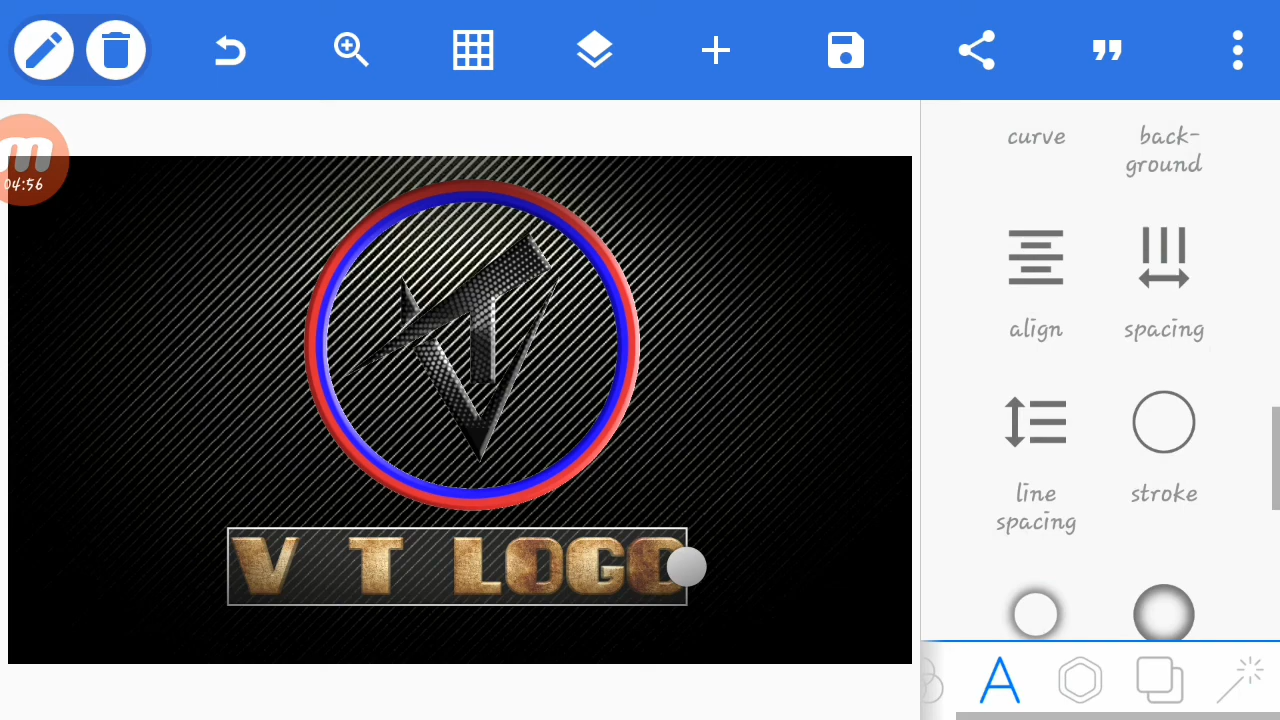 04:56
curve
back-
ground
align
spacing
line
spacing
stroke
V T LOGO